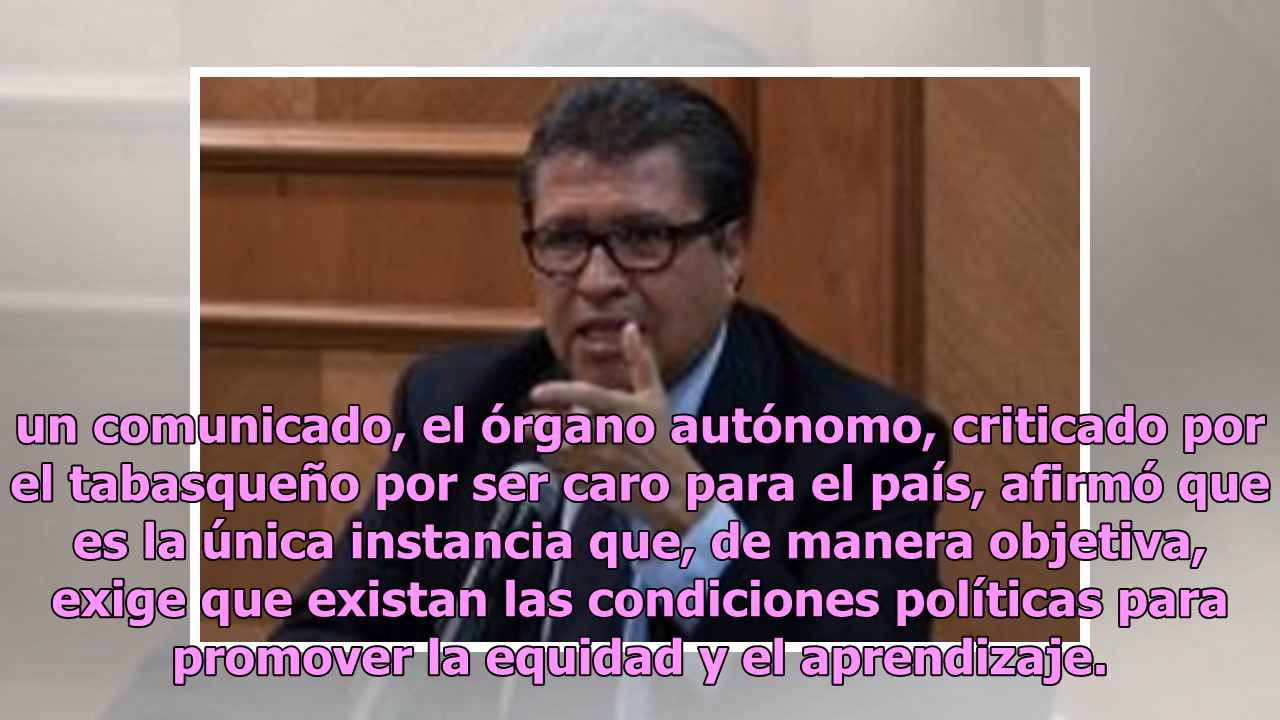 un comunicado, el órgano autónomo, criticado por
el tabasqueño por ser caro para el país, afirmó que
es la única instancia que, de manera objetiva,
exige que existan las condiciones políticas para
promover la equidad y el aprendizaje.